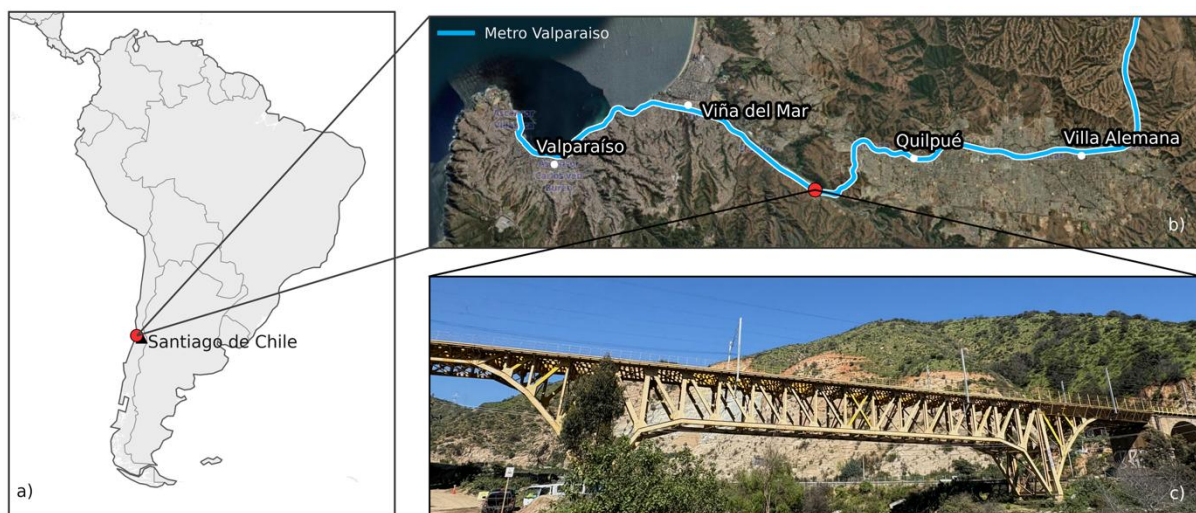 Santiago de Chile
a)
Metro Valparaiso
Viña del Mar
Valparaíso
Quilpué
Villa Alemana
b)
c)